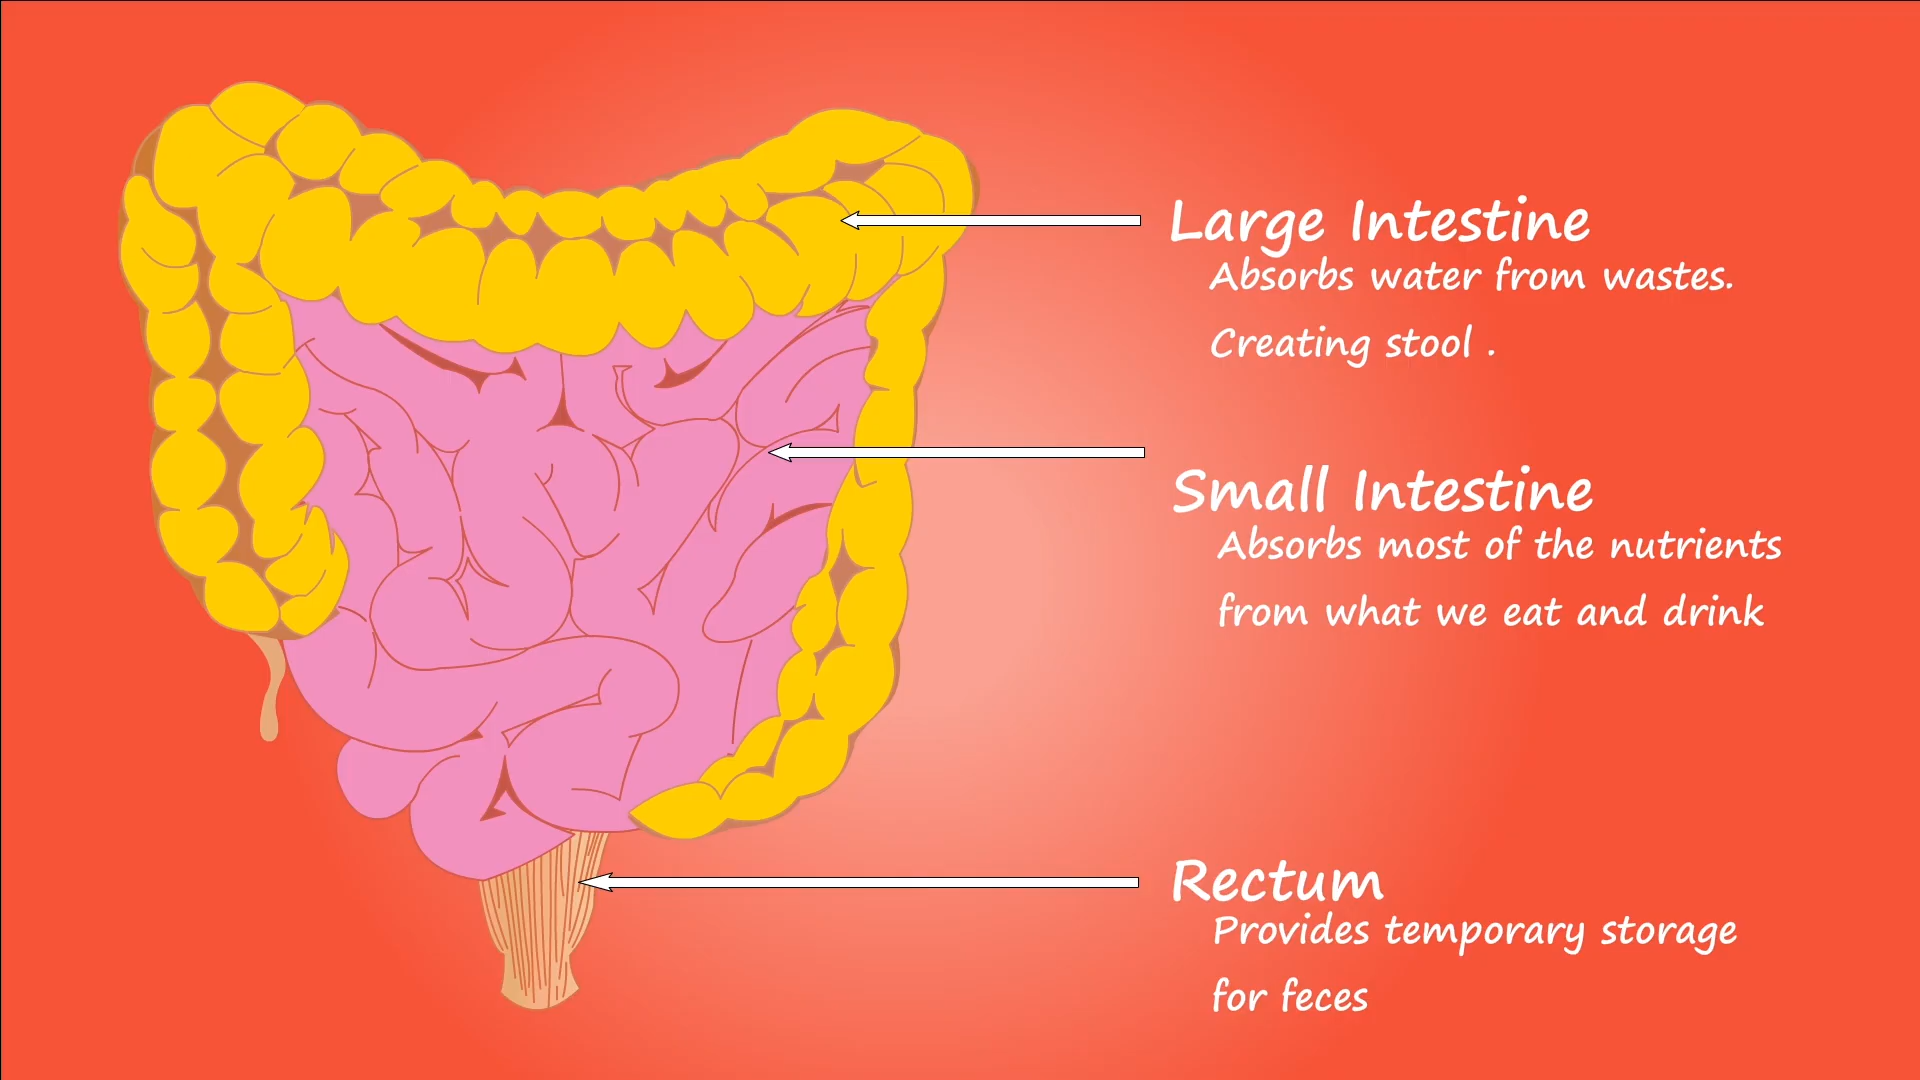 Large Intestine
Absorbs water from wastes.
Creating stool .
Small Intestine
Absorbs most of the nutrients
from what we eat and drink
Rectum
Provides temporary storage
for feces